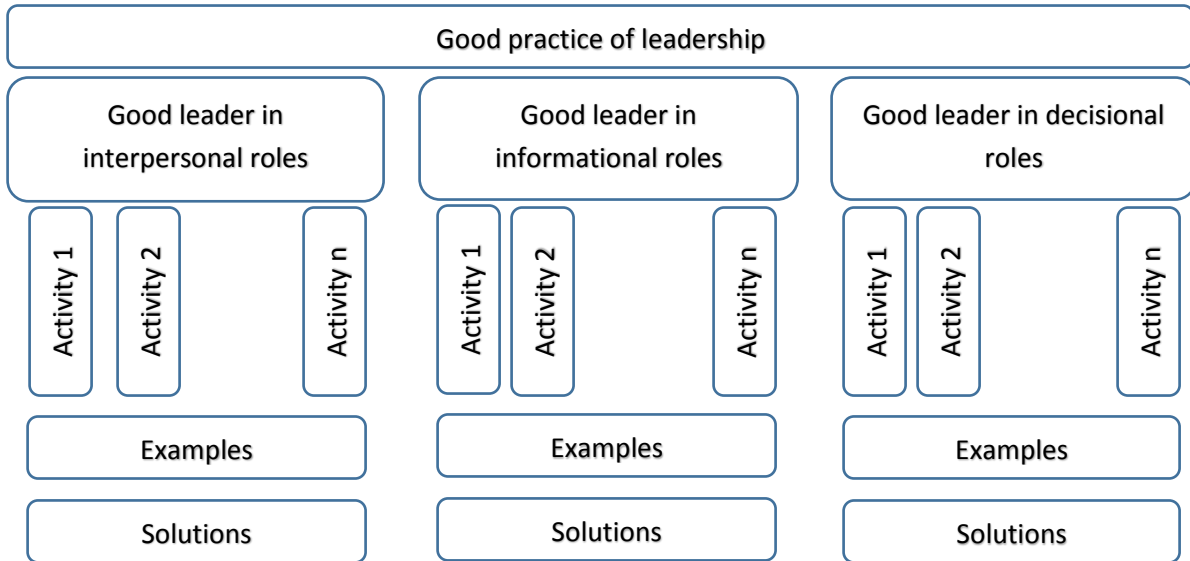 Good practice of leadership
Good leader in
interpersonal roles
Good leader in
informational roles
Good leader in decisional
roles
Activity 1
Activity 2
Activity n
Activity 1
Activity 2
Activity n
Activity 1
Activity 2
Activity n
Examples
Examples
Examples
Solutions
Solutions
Solutions